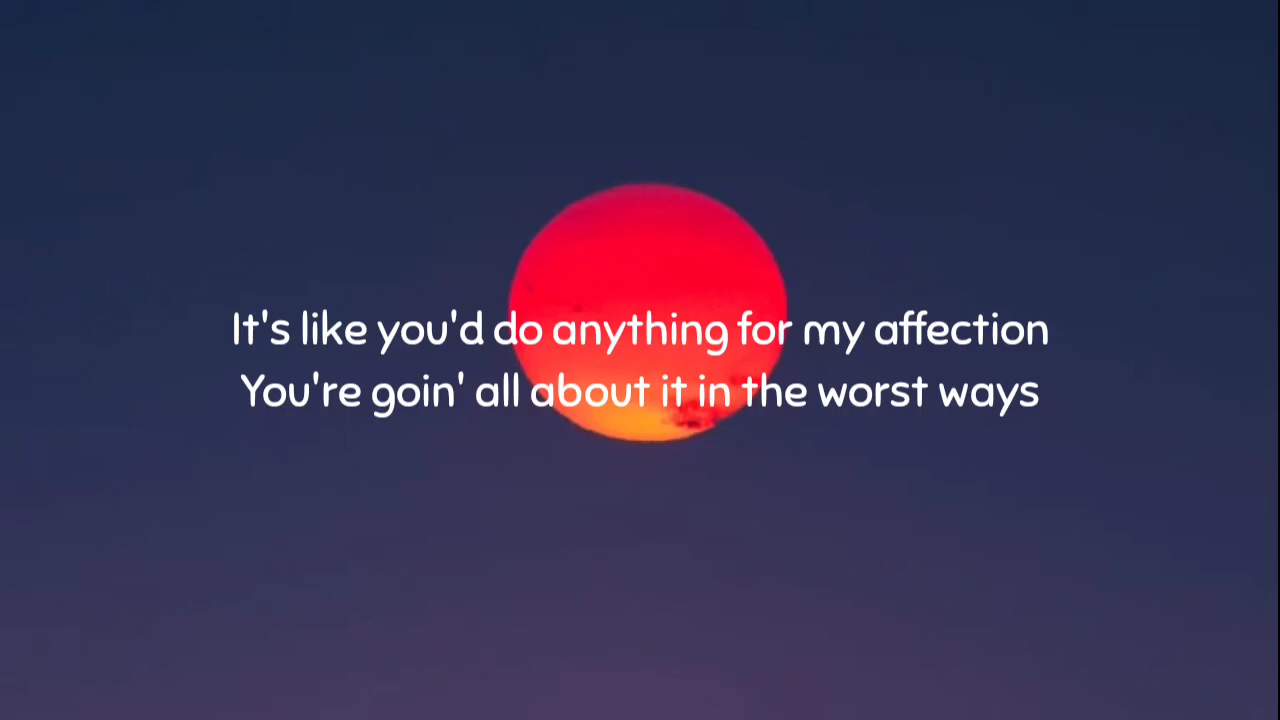 It's like you'd do anything for my affection
You're goin' all about it in the worst ways